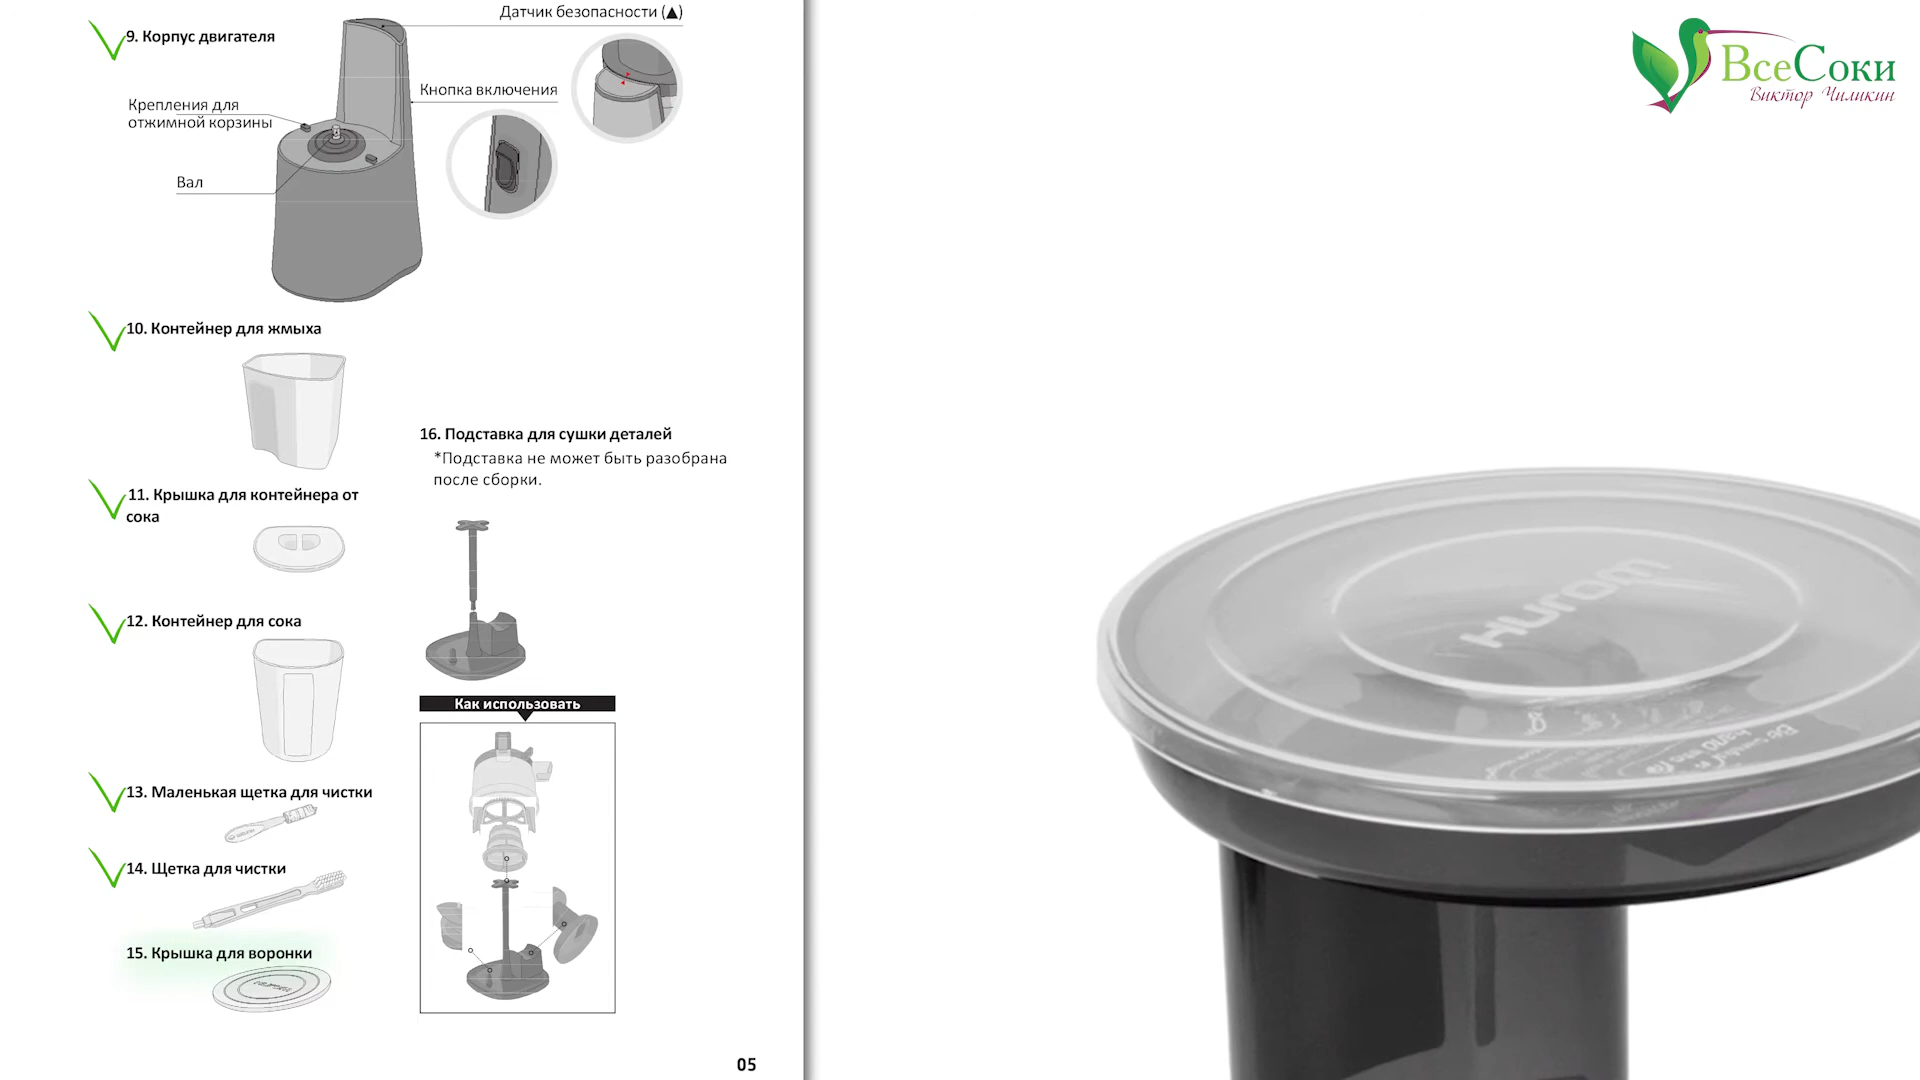 Датчик безопасности (▲)
9. Корпус двигателя
Кнопка включения
Крепления для
отжимной корзины
Вал
10. Контейнер для жмыха
16. Подставка для сушки деталей
*Подставка не может быть разобрана
после сборки.
11. Крышка для контейнера от
сока
12. Контейнер для сока
Как использовать
13. Маленькая щетка для чистки
14. Щетка для чистки
15. Крышка для воронки
05
ВсеСоки
Виктор Чиликин
Hurom